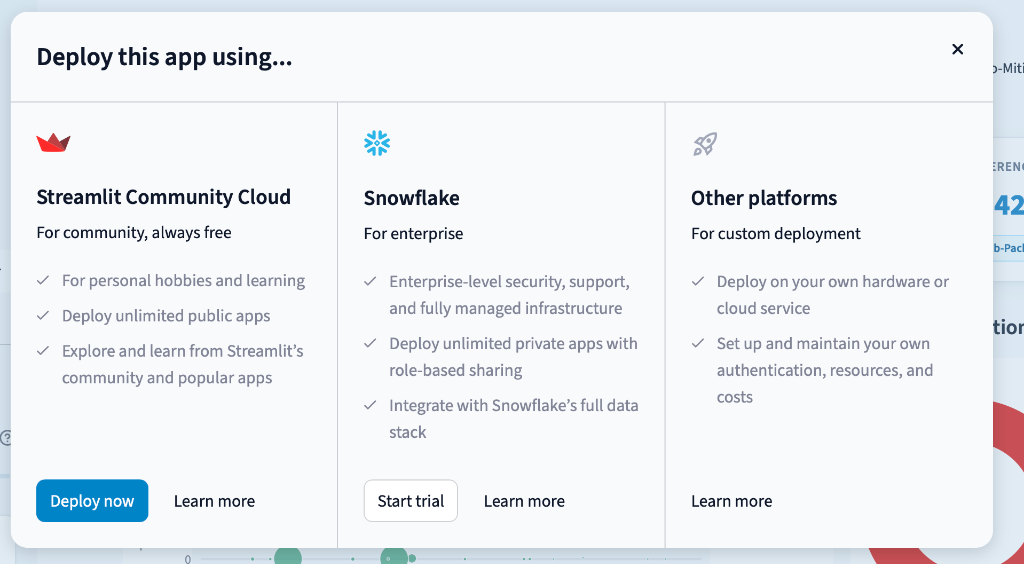 Deploy this app using...
Streamlit Community Cloud
For community, always free
For personal hobbies and learning
Deploy unlimited public apps
Explore and learn from Streamlit’s
community and popular apps
Deploy now
Learn more
Snowflake
For enterprise
Enterprise-level security, support,
and fully managed infrastructure
Deploy unlimited private apps with
role-based sharing
Integrate with Snowflake’s full data
stack
Start trial
Learn more
Other platforms
For custom deployment
Deploy on your own hardware or
cloud service
Set up and maintain your own
authentication, resources, and
costs
Learn more
42
0